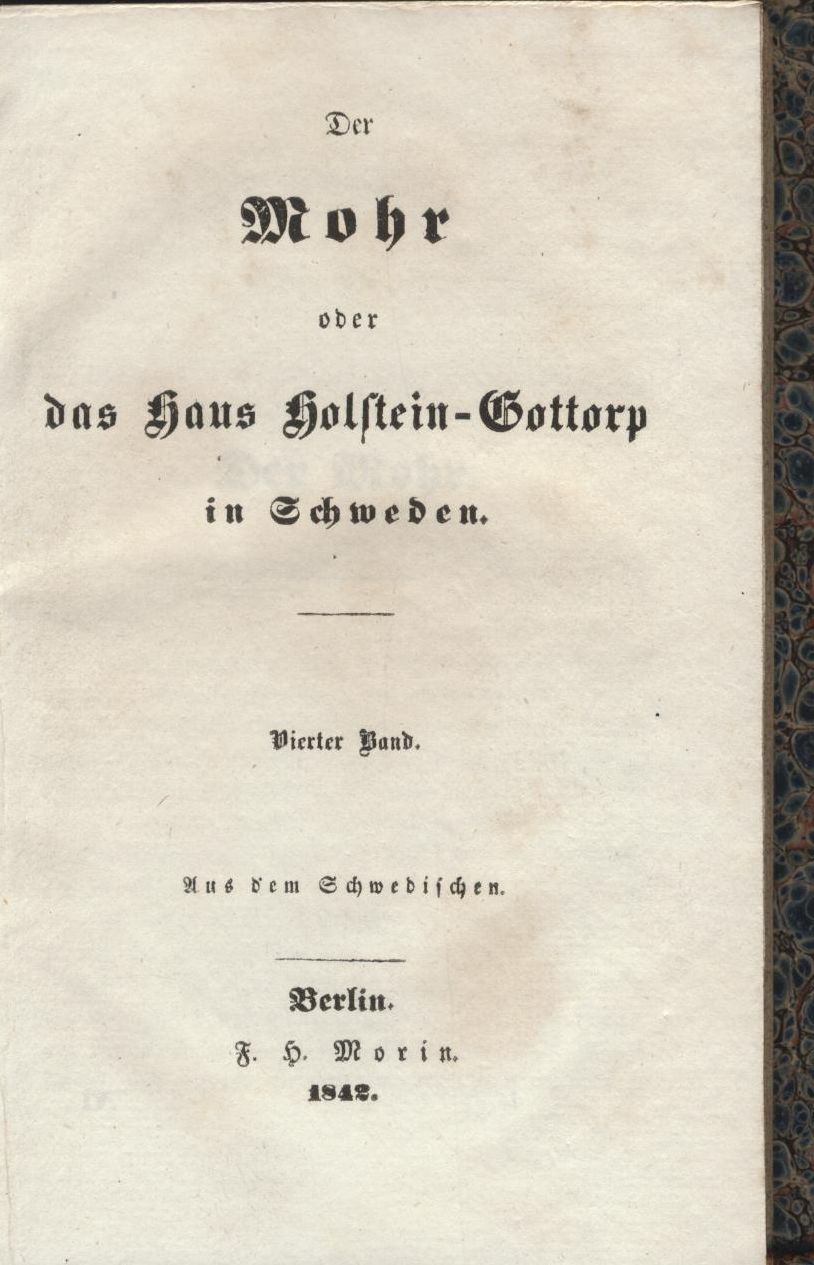 Der
Mohr
oder
das Haus Holstein-Gottorp
in Schweden.
Vierter Band.
Aus dem Schwedischen.
Berlin.
F. H. Morin.
1842.